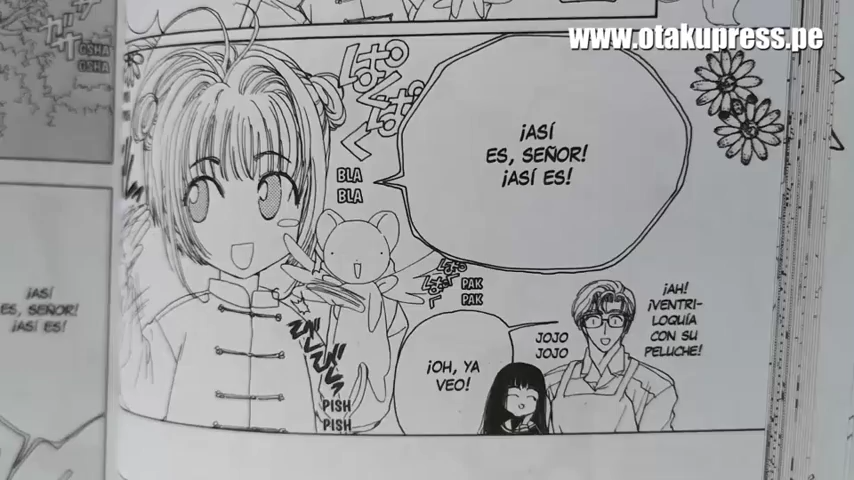 www.otakupress.pe
GSHA
GSHA
¡ASÍ
ES, SEÑOR!
¡ASÍ ES!
BLA
BLA
PAK
PAK
¡AH!
¡VENTRI-
LOQUÍA
CON SU
PELUCHE!
JOJO
JOJO
¡OH, YA
VEO!
PISH
PISH
¡ASÍ
ES, SEÑOR!
¡ASÍ ES!